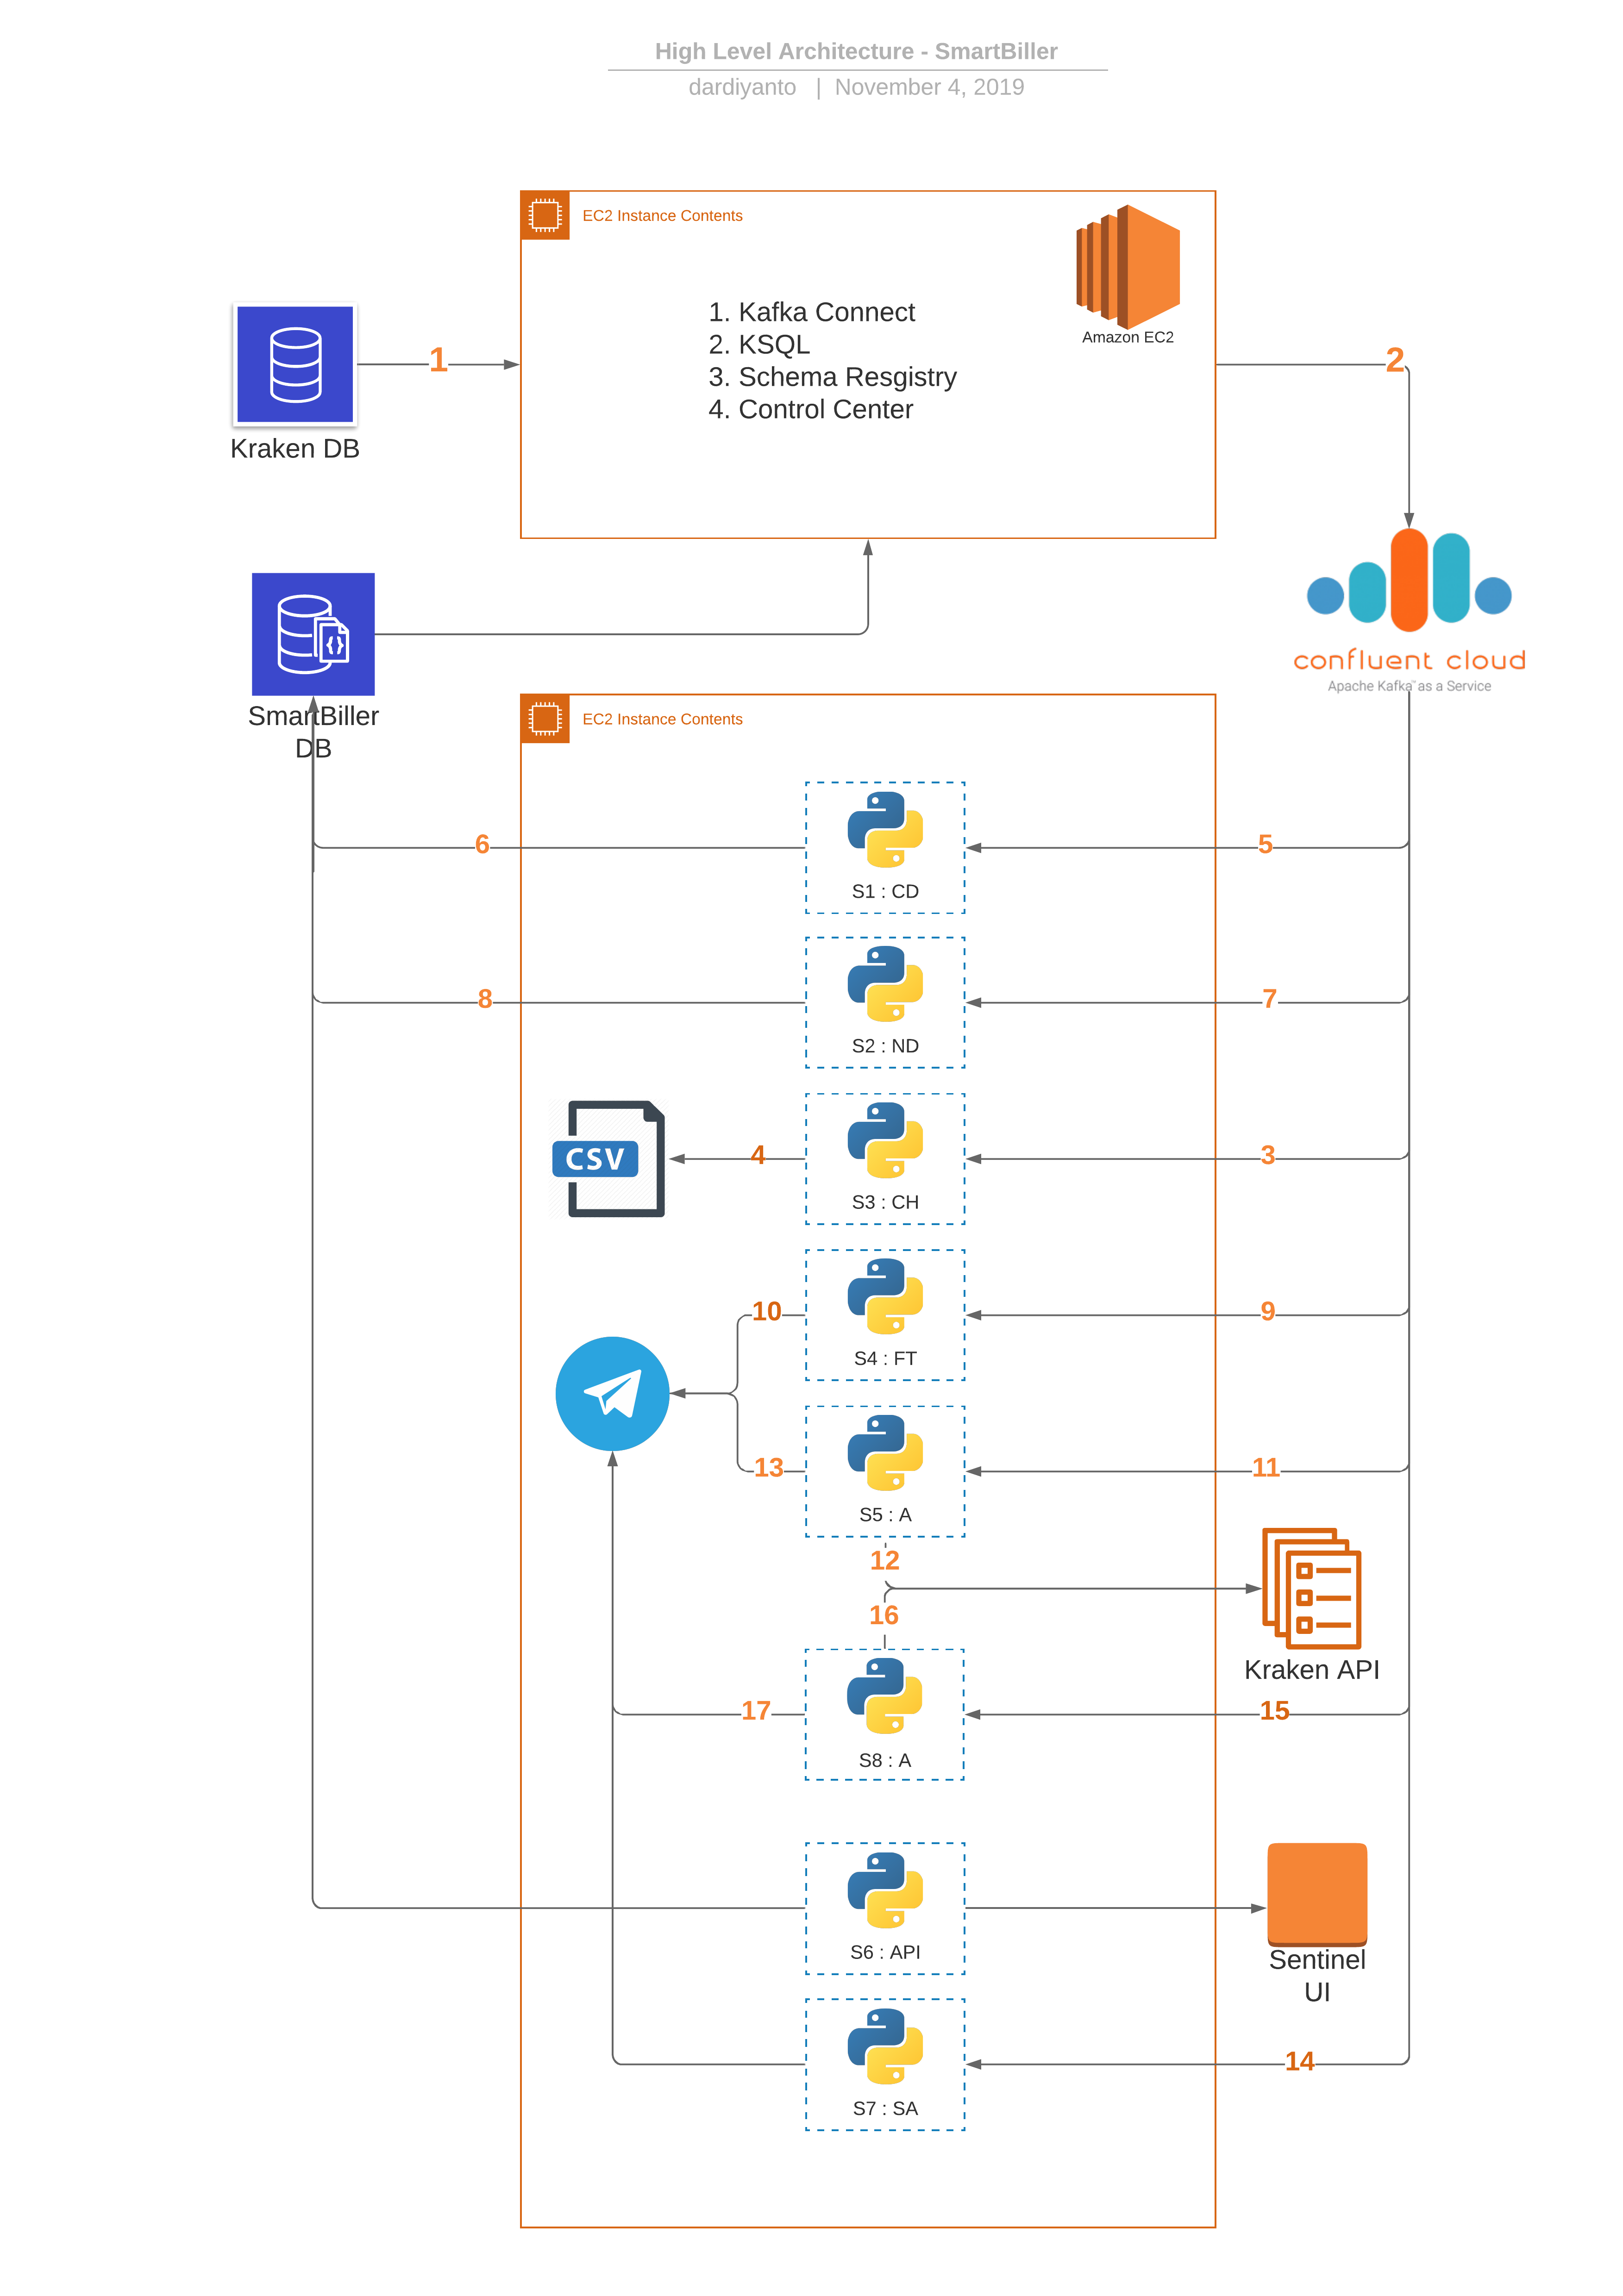 High Level Architecture - SmartBiller
dardiyanto | November 4, 2019
EC2 Instance Contents
Amazon EC2
1. Kafka Connect
2. KSQL
3. Schema Resgistry
4. Control Center
1
2
Kraken DB
confluent cloud
Apache Kafka™ as a Service
SmartBiller
DB
EC2 Instance Contents
6
5
S1 : CD
8
7
S2 : ND
CSV
4
3
S3 : CH
10
9
S4 : FT
13
11
S5 : A
12
16
Kraken API
17
15
S8 : A
S6 : API
Sentinel
UI
14
S7 : SA